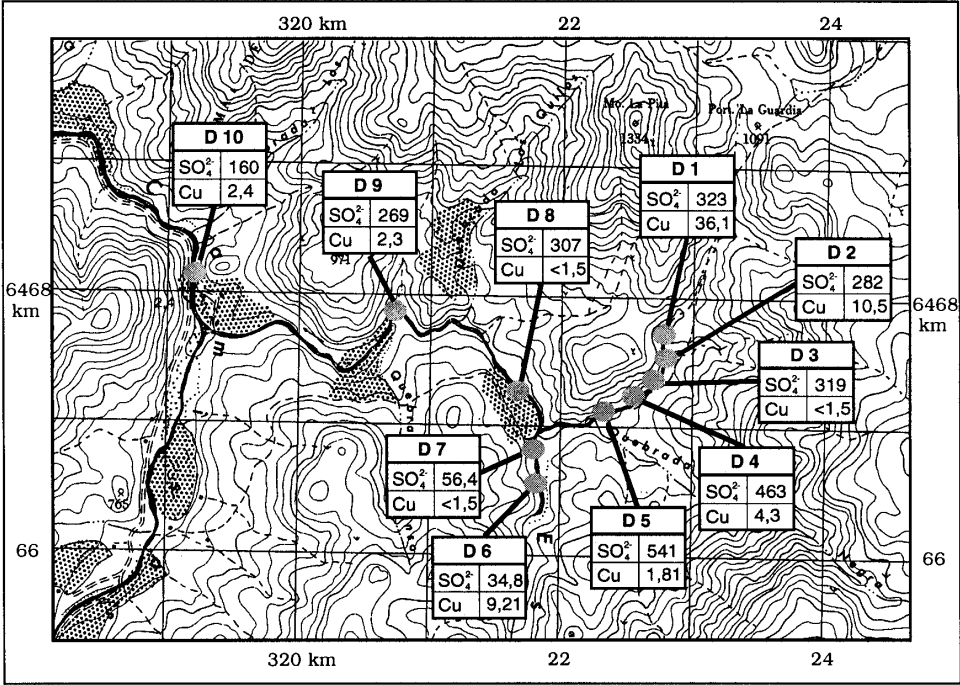 320 km 22 24
Mo. La Pila
1334
Port. La Guardia
1091
D 10
SO₄²⁻ 160
Cu 2,4
D 9
SO₄²⁻ 269
Cu 2,3
971
D 8
SO₄²⁻ 307
Cu <1,5
D 1
SO₄²⁻ 323
Cu 36,1
D 2
SO₄²⁻ 282
Cu 10,5
6468
km
6468
km
D 3
SO₄²⁻ 319
Cu <1,5
D 7
SO₄²⁻ 56,4
Cu <1,5
D 4
SO₄²⁻ 463
Cu 4,3
765
D 5
SO₄²⁻ 541
Cu 1,81
D 6
SO₄²⁻ 34,8
Cu 9,21
66
66
320 km 22 24